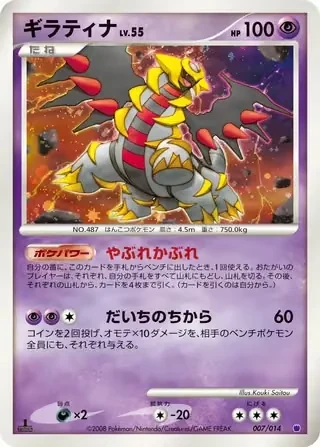 ギラティナ LV.55 HP 100
たね
NO.487 はんこつポケモン 高さ:4.5m 重さ:750.0kg
ポケパワー やぶれかぶれ
自分の番に、このカードを手札からベンチに出したとき、1回使える。おたがいの
プレイヤーは、それぞれ、自分の手札をすべて山札にもどし、山札を切る。その後、
それぞれの山札から、カードを4枚引く。(カードを引くのは自分から。)
だいちのちから 60
コインを2回投げ、オモテ×10ダメージを、相手のベンチポケモン
全員にも、それぞれ与える。
Illus.Kouki Saitou
弱点 抵抗力 にげる
×2 -20
1
EDITION
007/014
©2008 Pokémon/Nintendo/Creatures/GAME FREAK